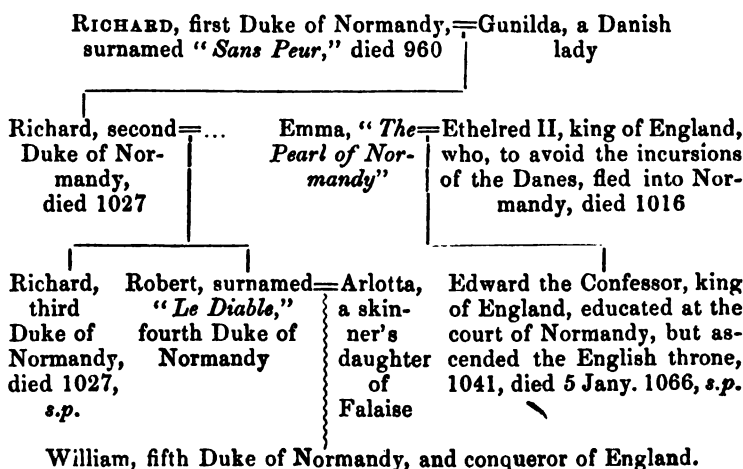 RICHARD, first Duke of Normandy,=Gunilda, a Danish
surnamed “Sans Peur,” died 960 lady
Richard, second=...
Duke of Nor-
mandy,
died 1027
Emma, “The=Ethelred II, king of England,
Pearl of Nor- who, to avoid the incursions
mandy” of the Danes, fled into Nor-
mandy, died 1016
Richard,
third
Duke of
Normandy,
died 1027,
s.p.
Robert, surnamed=Arlotta,
“Le Diable,” a skin-
fourth Duke of ner's
Normandy daughter
of
Falaise
Edward the Confessor, king
of England, educated at the
court of Normandy, but as-
cended the English throne,
1041, died 5 Jany. 1066, s.p.
William, fifth Duke of Normandy, and conqueror of England.